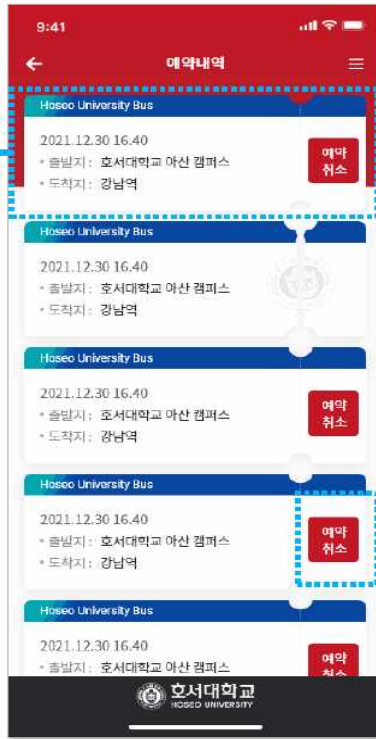 9:41
예약내역
Hoseo University Bus
2021.12.30 16.40
• 출발지 : 호서대학교 아산 캠퍼스
• 도착지 : 강남역
예약
취소
Hoseo University Bus
2021.12.30 16.40
• 출발지 : 호서대학교 아산 캠퍼스
• 도착지 : 강남역
Hoseo University Bus
2021.12.30 16.40
• 출발지 : 호서대학교 아산 캠퍼스
• 도착지 : 강남역
예약
취소
Hoseo University Bus
2021.12.30 16.40
• 출발지 : 호서대학교 아산 캠퍼스
• 도착지 : 강남역
예약
취소
Hoseo University Bus
2021.12.30 16.40
• 출발지 : 호서대학교 아산 캠퍼스
예약
취소
호서대학교
HOSEO UNIVERSITY